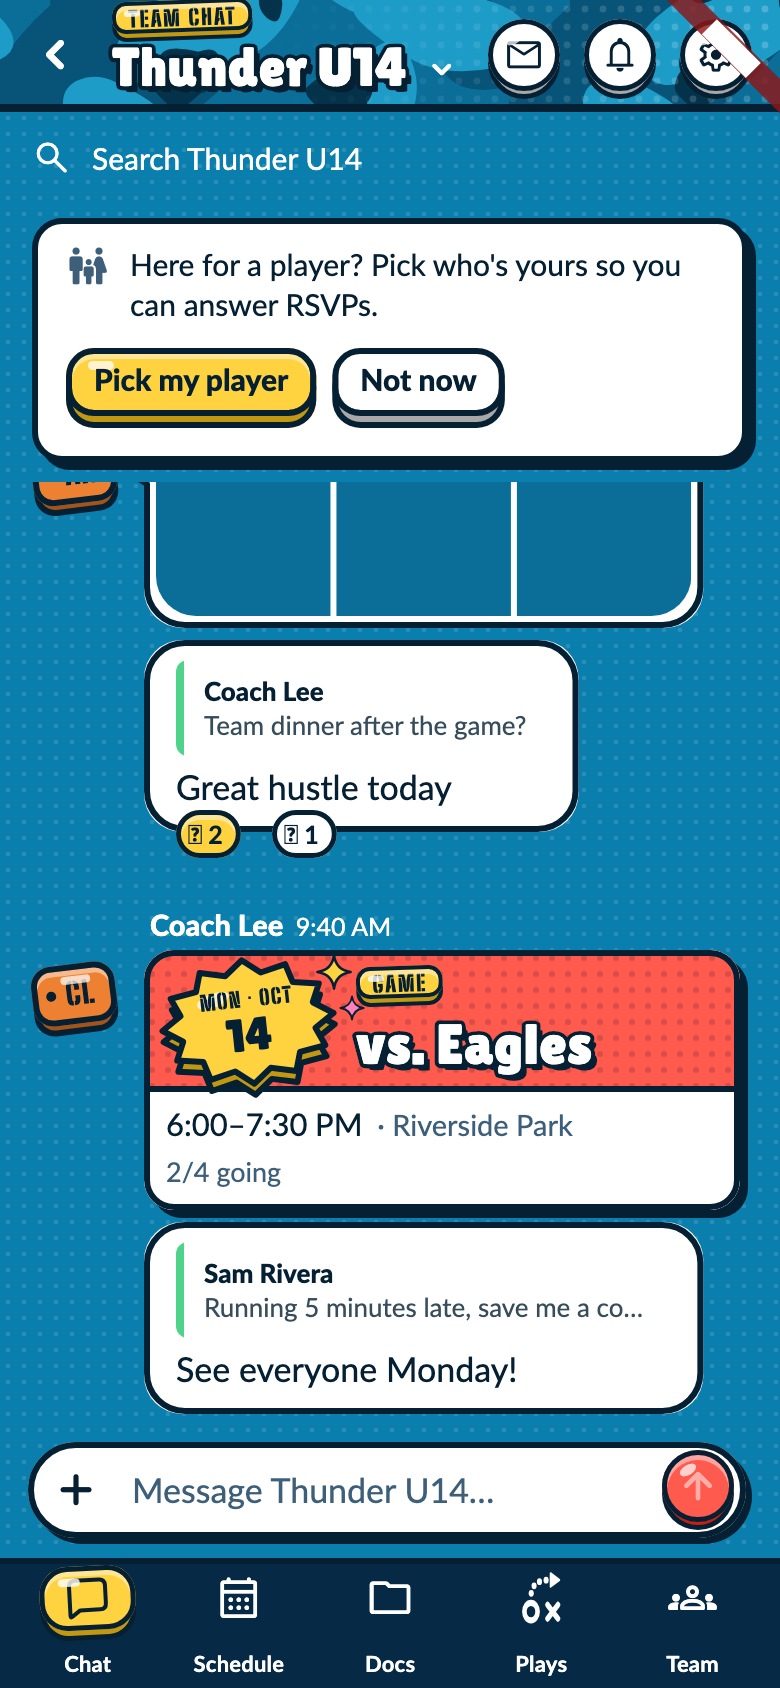 TEAM CHAT
Thunder U14
Search Thunder U14
Here for a player? Pick who's yours so you
can answer RSVPs.
Pick my player
Not now
Coach Lee
Team dinner after the game?
Great hustle today
2
1
Coach Lee 9:40 AM
CL
MON · OCT
14
GAME
vs. Eagles
6:00–7:30 PM · Riverside Park
2/4 going
Sam Rivera
Running 5 minutes late, save me a co...
See everyone Monday!
Message Thunder U14...
Chat
Schedule
Docs
Plays
Team